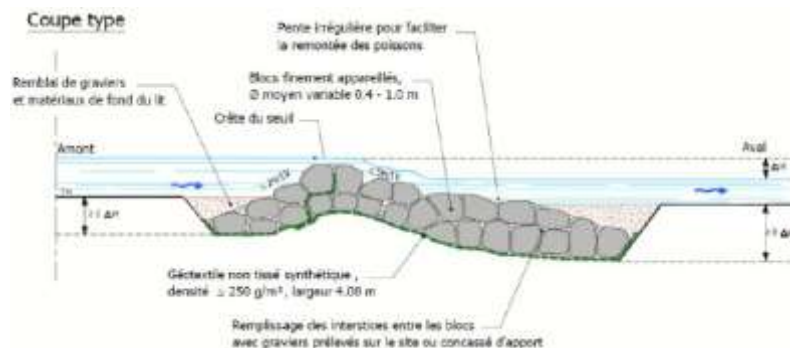 Coupe type
Pente irrégulière pour faciliter
la remontée des poissons
Remblai de graviers
et matériaux de fond du lit
Blocs finement appareillés,
Ø moyen variable 0.4 - 1.0 m
Crête du seuil
Amont
Aval
Géotextile non tissé synthétique ,
densité ≥ 250 g/m², largeur 4.00 m
Remplissage des interstices entre les blocs
avec graviers prélevés sur le site ou concassé d'apport